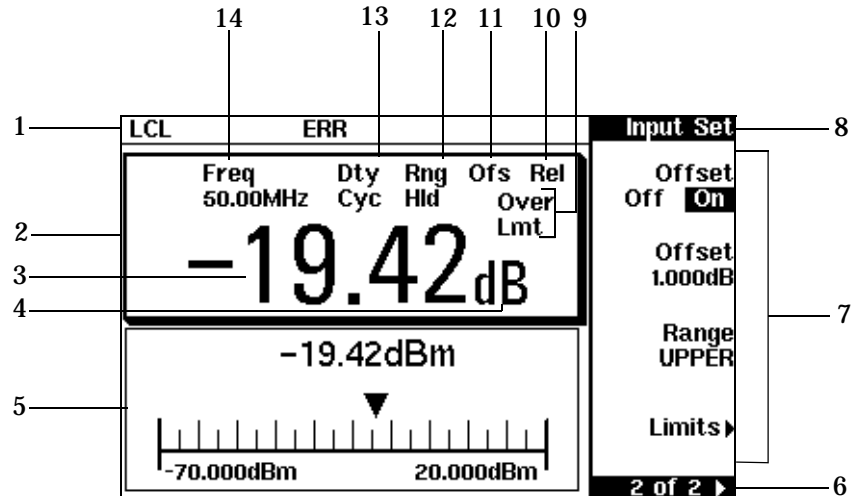 14 13 12 11 10 9
1 LCL ERR Input Set 8
Freq Dty Rng Ofs Rel
50.00MHz Cyc Hld Over
Lmt
2
3 -19.42dB
4
Offset
Off On
Offset
1.000dB
Range
UPPER
Limits
7
-19.42dBm
5
-70.000dBm 20.000dBm
2 of 2 6